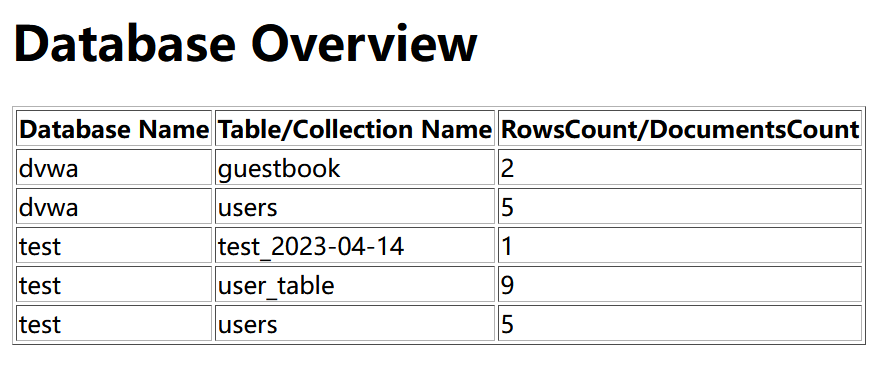 Database Overview
Database Name Table/Collection Name RowsCount/DocumentsCount
dvwa guestbook 2
dvwa users 5
test test_2023-04-14 1
test user_table 9
test users 5